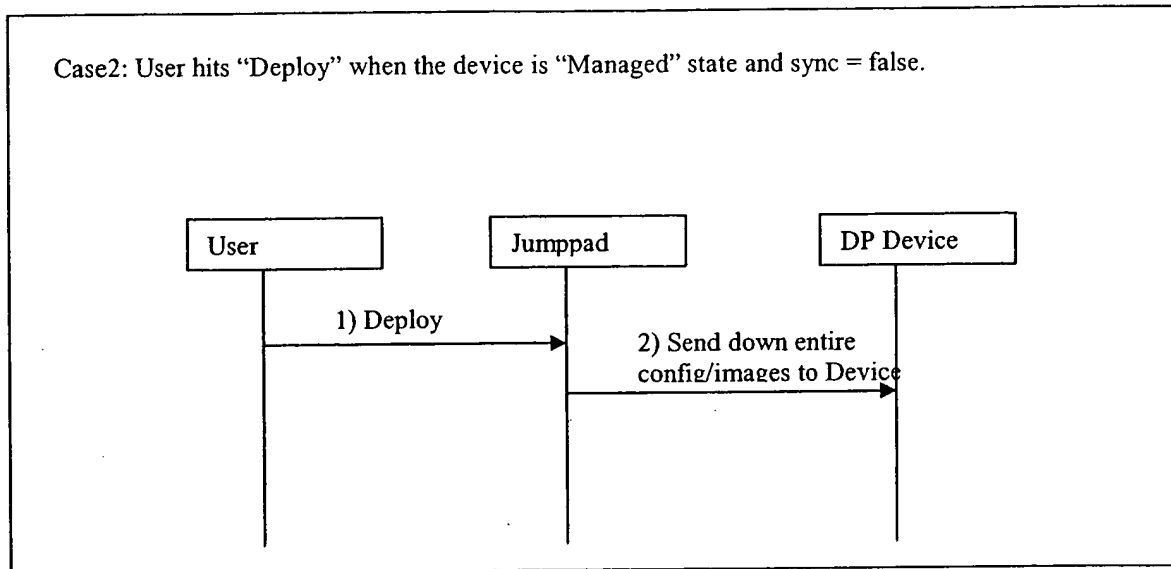 Case2: User hits “Deploy” when the device is “Managed” state and sync = false.
User
Jumppad
DP Device
1) Deploy
2) Send down entire
config/images to Device